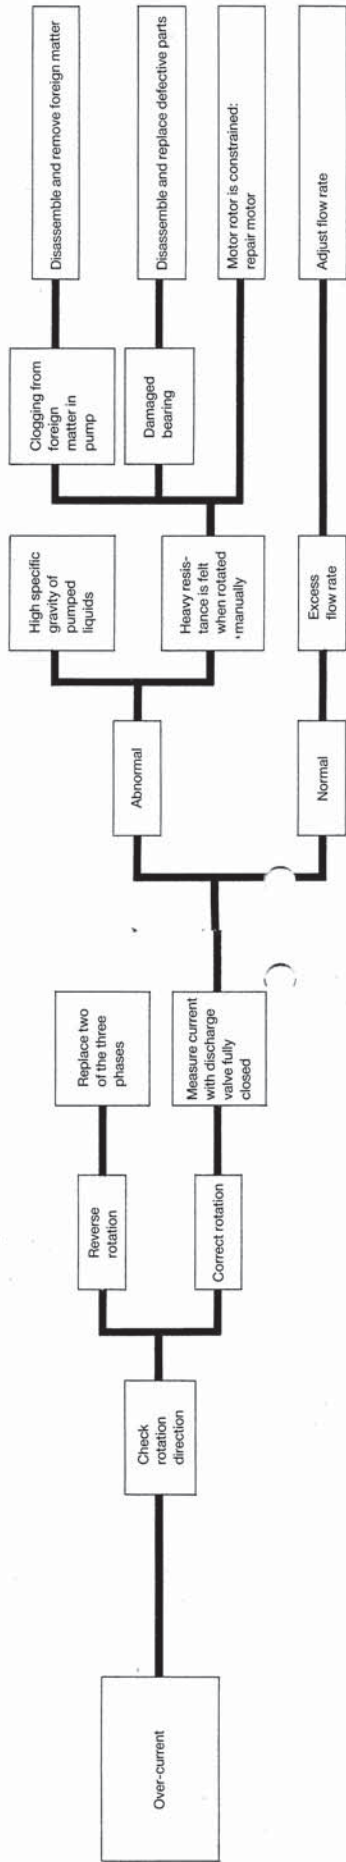 Over-current
Check
rotation
direction
Reverse
rotation
Replace two
of the three
phases
Correct rotation
Measure current
with discharge
valve fully
closed
Abnormal
High specific
gravity of
pumped
liquids
Heavy resis-
tance is felt
when rotated
manually
Clogging from
foreign
matter in
pump
Disassemble and remove foreign matter
Damaged
bearing
Disassemble and replace defective parts
Motor rotor is constrained:
repair motor
Normal
Excess
flow rate
Adjust flow rate